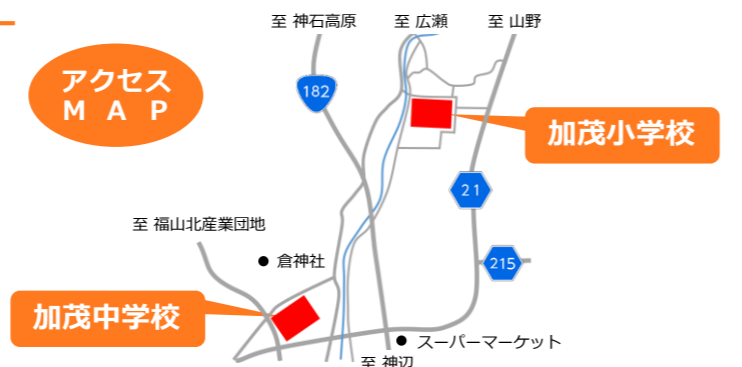 至 神石高原
至 広瀬
至 山野
アクセス
M A P
182
加茂小学校
21
至 福山北産業団地
倉神社
215
加茂中学校
スーパーマーケット
至 神辺